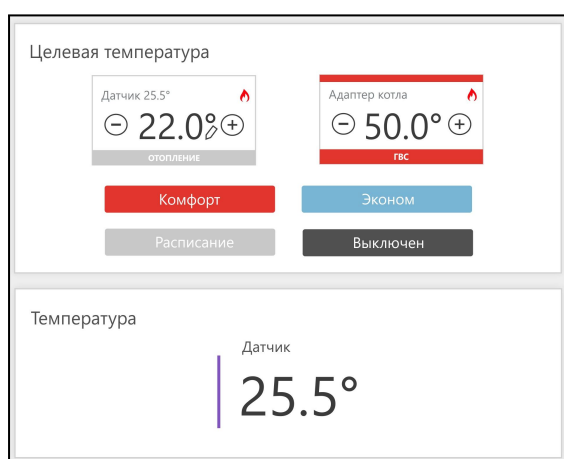 Целевая температура
Датчик 25.5°
22.0°
ОТОПЛЕНИЕ
Адаптер котла
50.0°
ГВС
Комфорт
Эконом
Расписание
Выключен
Температура
Датчик
25.5°